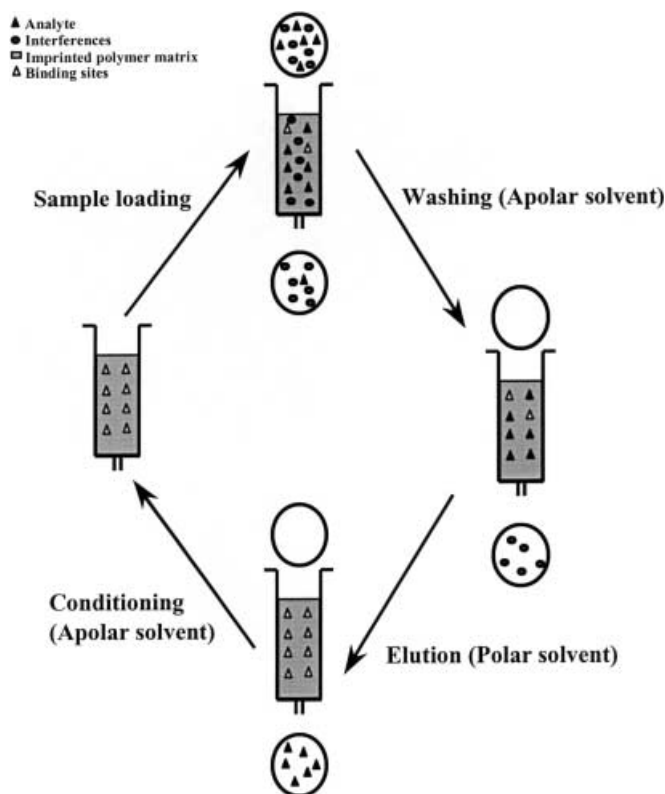 Analyte
Interferences
Imprinted polymer matrix
Binding sites
Sample loading
Washing (Apolar solvent)
Conditioning
(Apolar solvent)
Elution (Polar solvent)